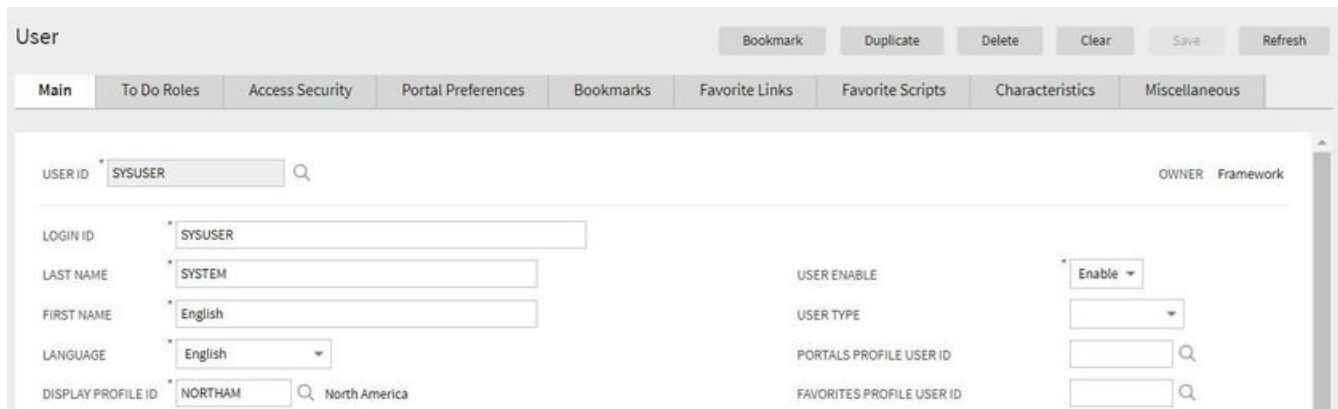 User
Bookmark Duplicate Delete Clear Save Refresh
Main To Do Roles Access Security Portal Preferences Bookmarks Favorite Links Favorite Scripts Characteristics Miscellaneous
USER ID * SYSUSER OWNER Framework
LOGIN ID * SYSUSER
LAST NAME * SYSTEM USER ENABLE * Enable
FIRST NAME * English USER TYPE
LANGUAGE * English PORTALS PROFILE USER ID
DISPLAY PROFILE ID * NORTHAM North America FAVORITES PROFILE USER ID